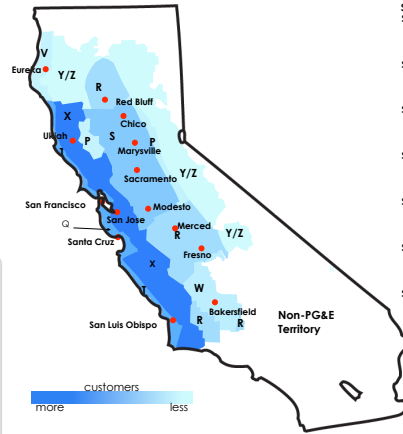 V
Eureka
Y/Z
R
Red Bluff
X
Chico
S
Ukiah
P
P
Marysville
T
Y/Z
Sacramento
San Francisco
Modesto
San Jose
Q
Merced
R
Y/Z
Santa Cruz
Fresno
X
W
T
Bakersfield
Non-PG&E
Territory
San Luis Obispo
R
R
customers
more
less